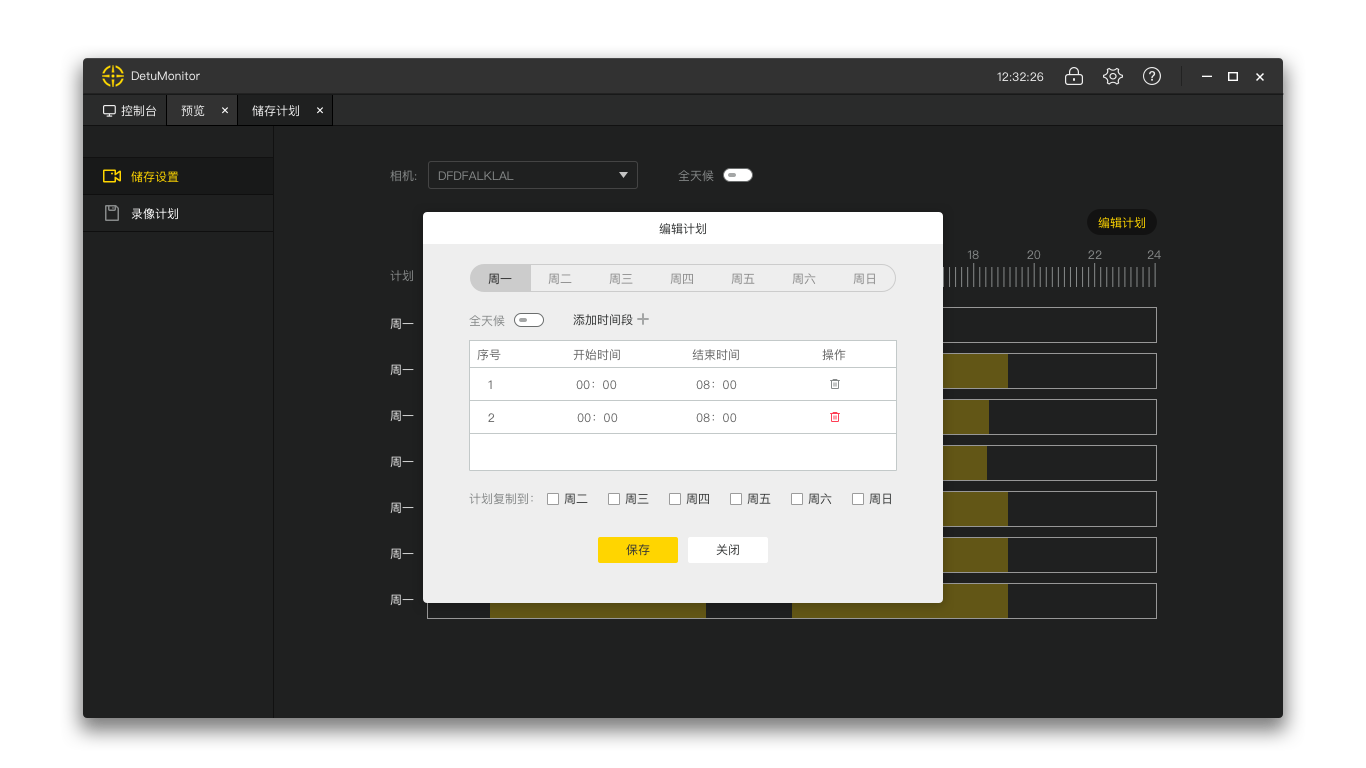 DetuMonitor 12:32:26
控制台 预览 储存计划
储存设置
录像计划
相机: DFDFALKLAL 全天候
编辑计划
计划 18 20 22 24
周一
周一
周一
周一
周一
周一
周一
编辑计划
周一 周二 周三 周四 周五 周六 周日
全天候 添加时间段
序号 开始时间 结束时间 操作
1 00：00 08：00
2 00：00 08：00
计划复制到： 周二 周三 周四 周五 周六 周日
保存 关闭